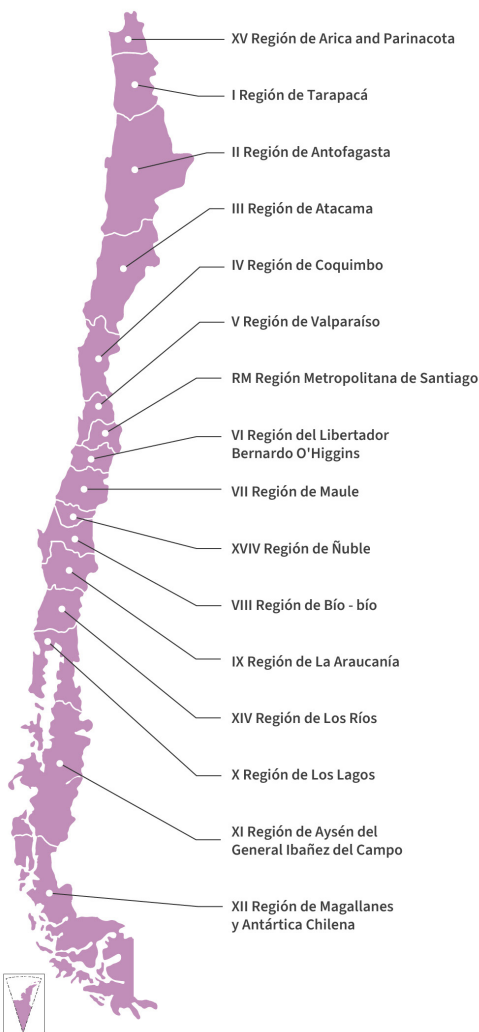 XV Región de Arica and Parinacota
I Región de Tarapacá
II Región de Antofagasta
III Región de Atacama
IV Región de Coquimbo
V Región de Valparaíso
RM Región Metropolitana de Santiago
VI Región del Libertador
Bernardo O'Higgins
VII Región de Maule
XVIV Región de Ñuble
VIII Región de Bío - bío
IX Región de La Araucanía
XIV Región de Los Ríos
X Región de Los Lagos
XI Región de Aysén del
General Ibañez del Campo
XII Región de Magallanes
y Antártica Chilena